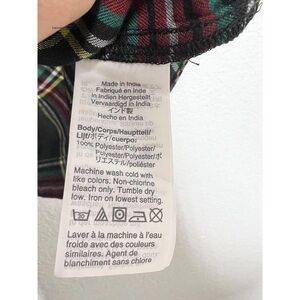 Made in India
Fabriqué en Inde
In Indien Hergestellt
Vervaardigd in India
インド製
Hecho en India
Body/Corps/Hauptteil/
Lijf/ボディ/cuerpo:
100% Polyester/Polyester/
Polyester/Polyester/ポ
リエステル/poliéster
Machine wash cold with
like colors. Non-chlorine
bleach only. Tumble dry
low. Iron on lowest setting.
Laver à la machine à l'eau
froide avec des couleurs
similaires. Agent de
blanchiment sans chlore